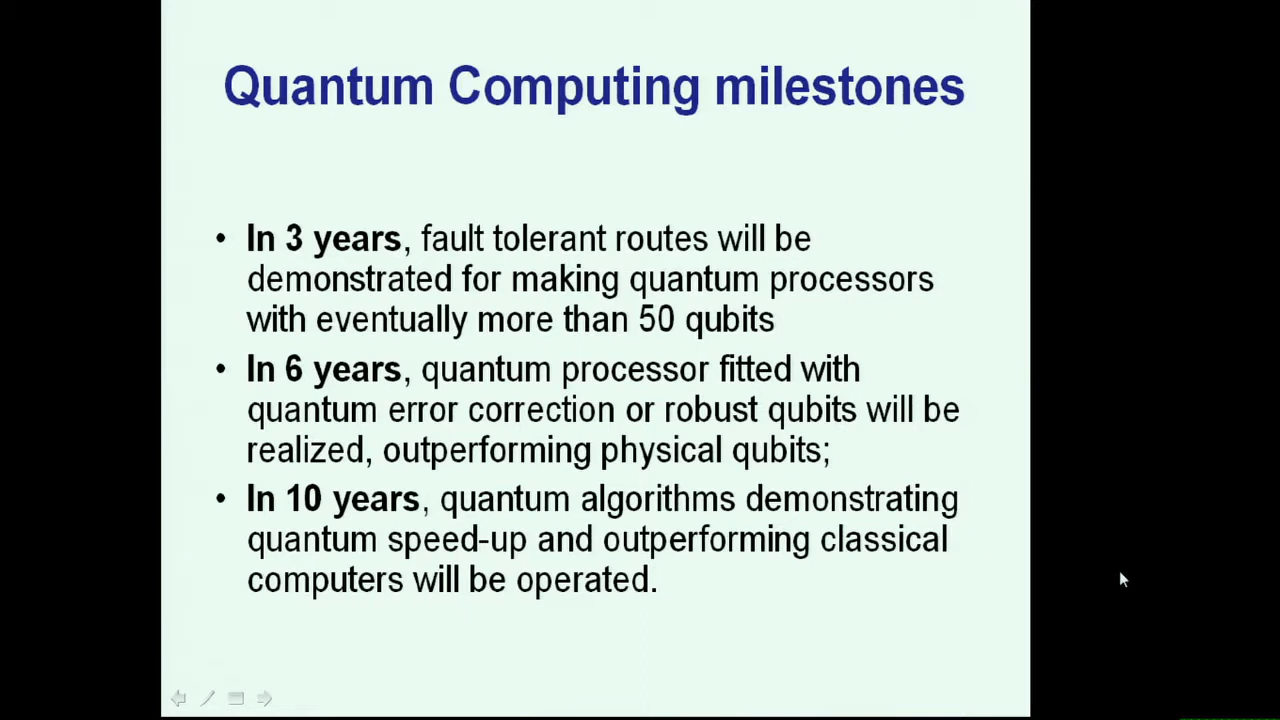 Quantum Computing milestones
• In 3 years, fault tolerant routes will be
demonstrated for making quantum processors
with eventually more than 50 qubits
• In 6 years, quantum processor fitted with
quantum error correction or robust qubits will be
realized, outperforming physical qubits;
• In 10 years, quantum algorithms demonstrating
quantum speed-up and outperforming classical
computers will be operated.